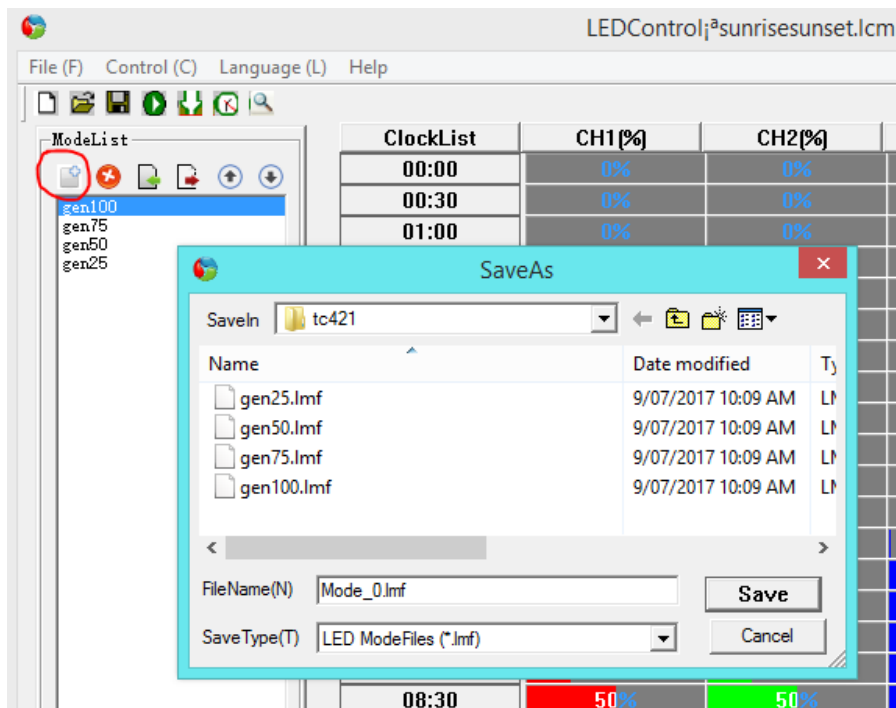 LEDControl¡ªsunrisesunset.lcm
File (F) Control (C) Language (L) Help
ModeList
gen100
gen75
gen50
gen25
ClockList CH1(%) CH2(%)
00:00 0% 0%
00:30 0% 0%
01:00 0% 0%
SaveAs
SaveIn tc421
Name Date modified
gen25.lmf 9/07/2017 10:09 AM
gen50.lmf 9/07/2017 10:09 AM
gen75.lmf 9/07/2017 10:09 AM
gen100.lmf 9/07/2017 10:09 AM
FileName(N) Mode_0.lmf Save
SaveType(T) LED ModeFiles (*.lmf) Cancel
08:30 50% 50%